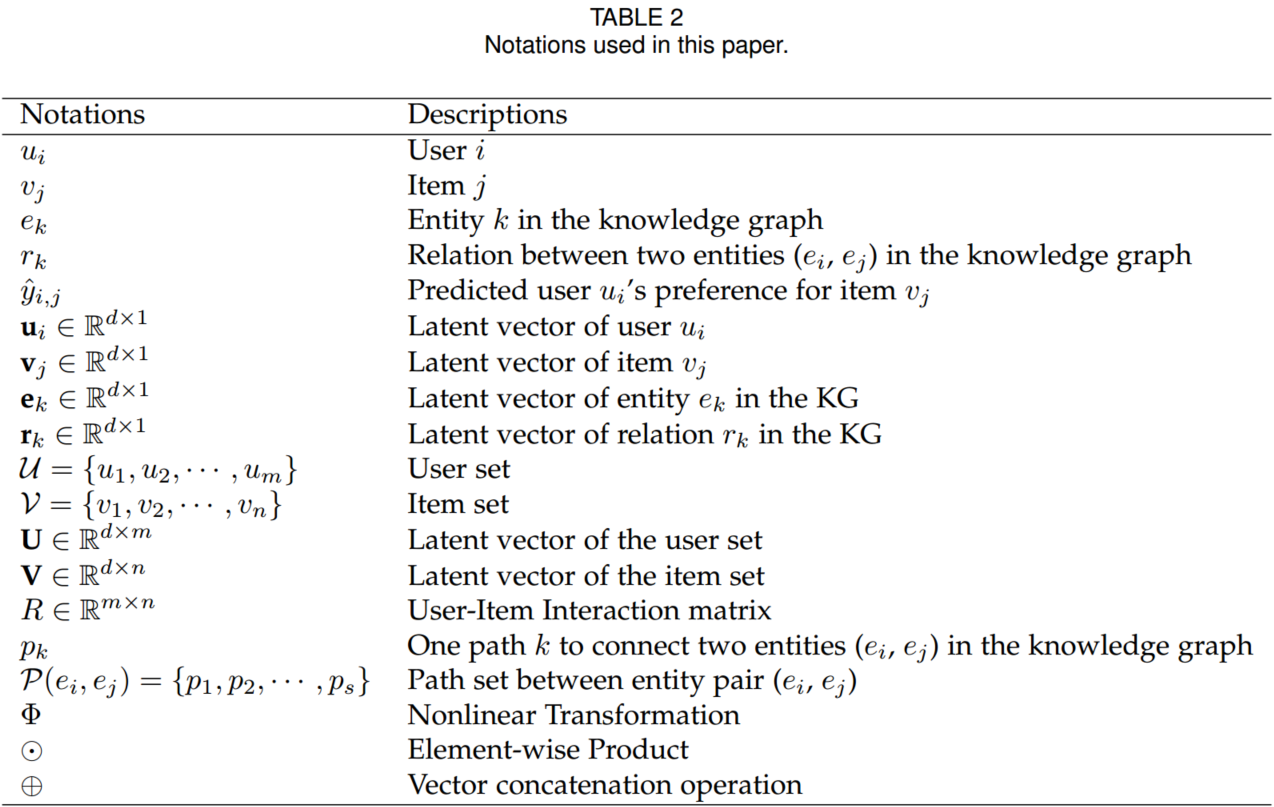 TABLE 2
Notations used in this paper.
Notations Descriptions
$u_i$ User $i$
$v_j$ Item $j$
$e_k$ Entity $k$ in the knowledge graph
$r_k$ Relation between two entities ($e_i$, $e_j$) in the knowledge graph
$\hat{y}_{i,j}$ Predicted user $u_i$'s preference for item $v_j$
$\mathbf{u}_i \in \mathbb{R}^{d \times 1}$ Latent vector of user $u_i$
$\mathbf{v}_j \in \mathbb{R}^{d \times 1}$ Latent vector of item $v_j$
$\mathbf{e}_k \in \mathbb{R}^{d \times 1}$ Latent vector of entity $e_k$ in the KG
$\mathbf{r}_k \in \mathbb{R}^{d \times 1}$ Latent vector of relation $r_k$ in the KG
$\mathcal{U} = \{u_1, u_2, \cdots, u_m\}$ User set
$\mathcal{V} = \{v_1, v_2, \cdots, v_n\}$ Item set
$\mathbf{U} \in \mathbb{R}^{d \times m}$ Latent vector of the user set
$\mathbf{V} \in \mathbb{R}^{d \times n}$ Latent vector of the item set
$R \in \mathbb{R}^{m \times n}$ User-Item Interaction matrix
$p_k$ One path $k$ to connect two entities ($e_i$, $e_j$) in the knowledge graph
$\mathcal{P}(e_i, e_j) = \{p_1, p_2, \cdots, p_s\}$ Path set between entity pair ($e_i$, $e_j$)
$\Phi$ Nonlinear Transformation
$\odot$ Element-wise Product
$\oplus$ Vector concatenation operation